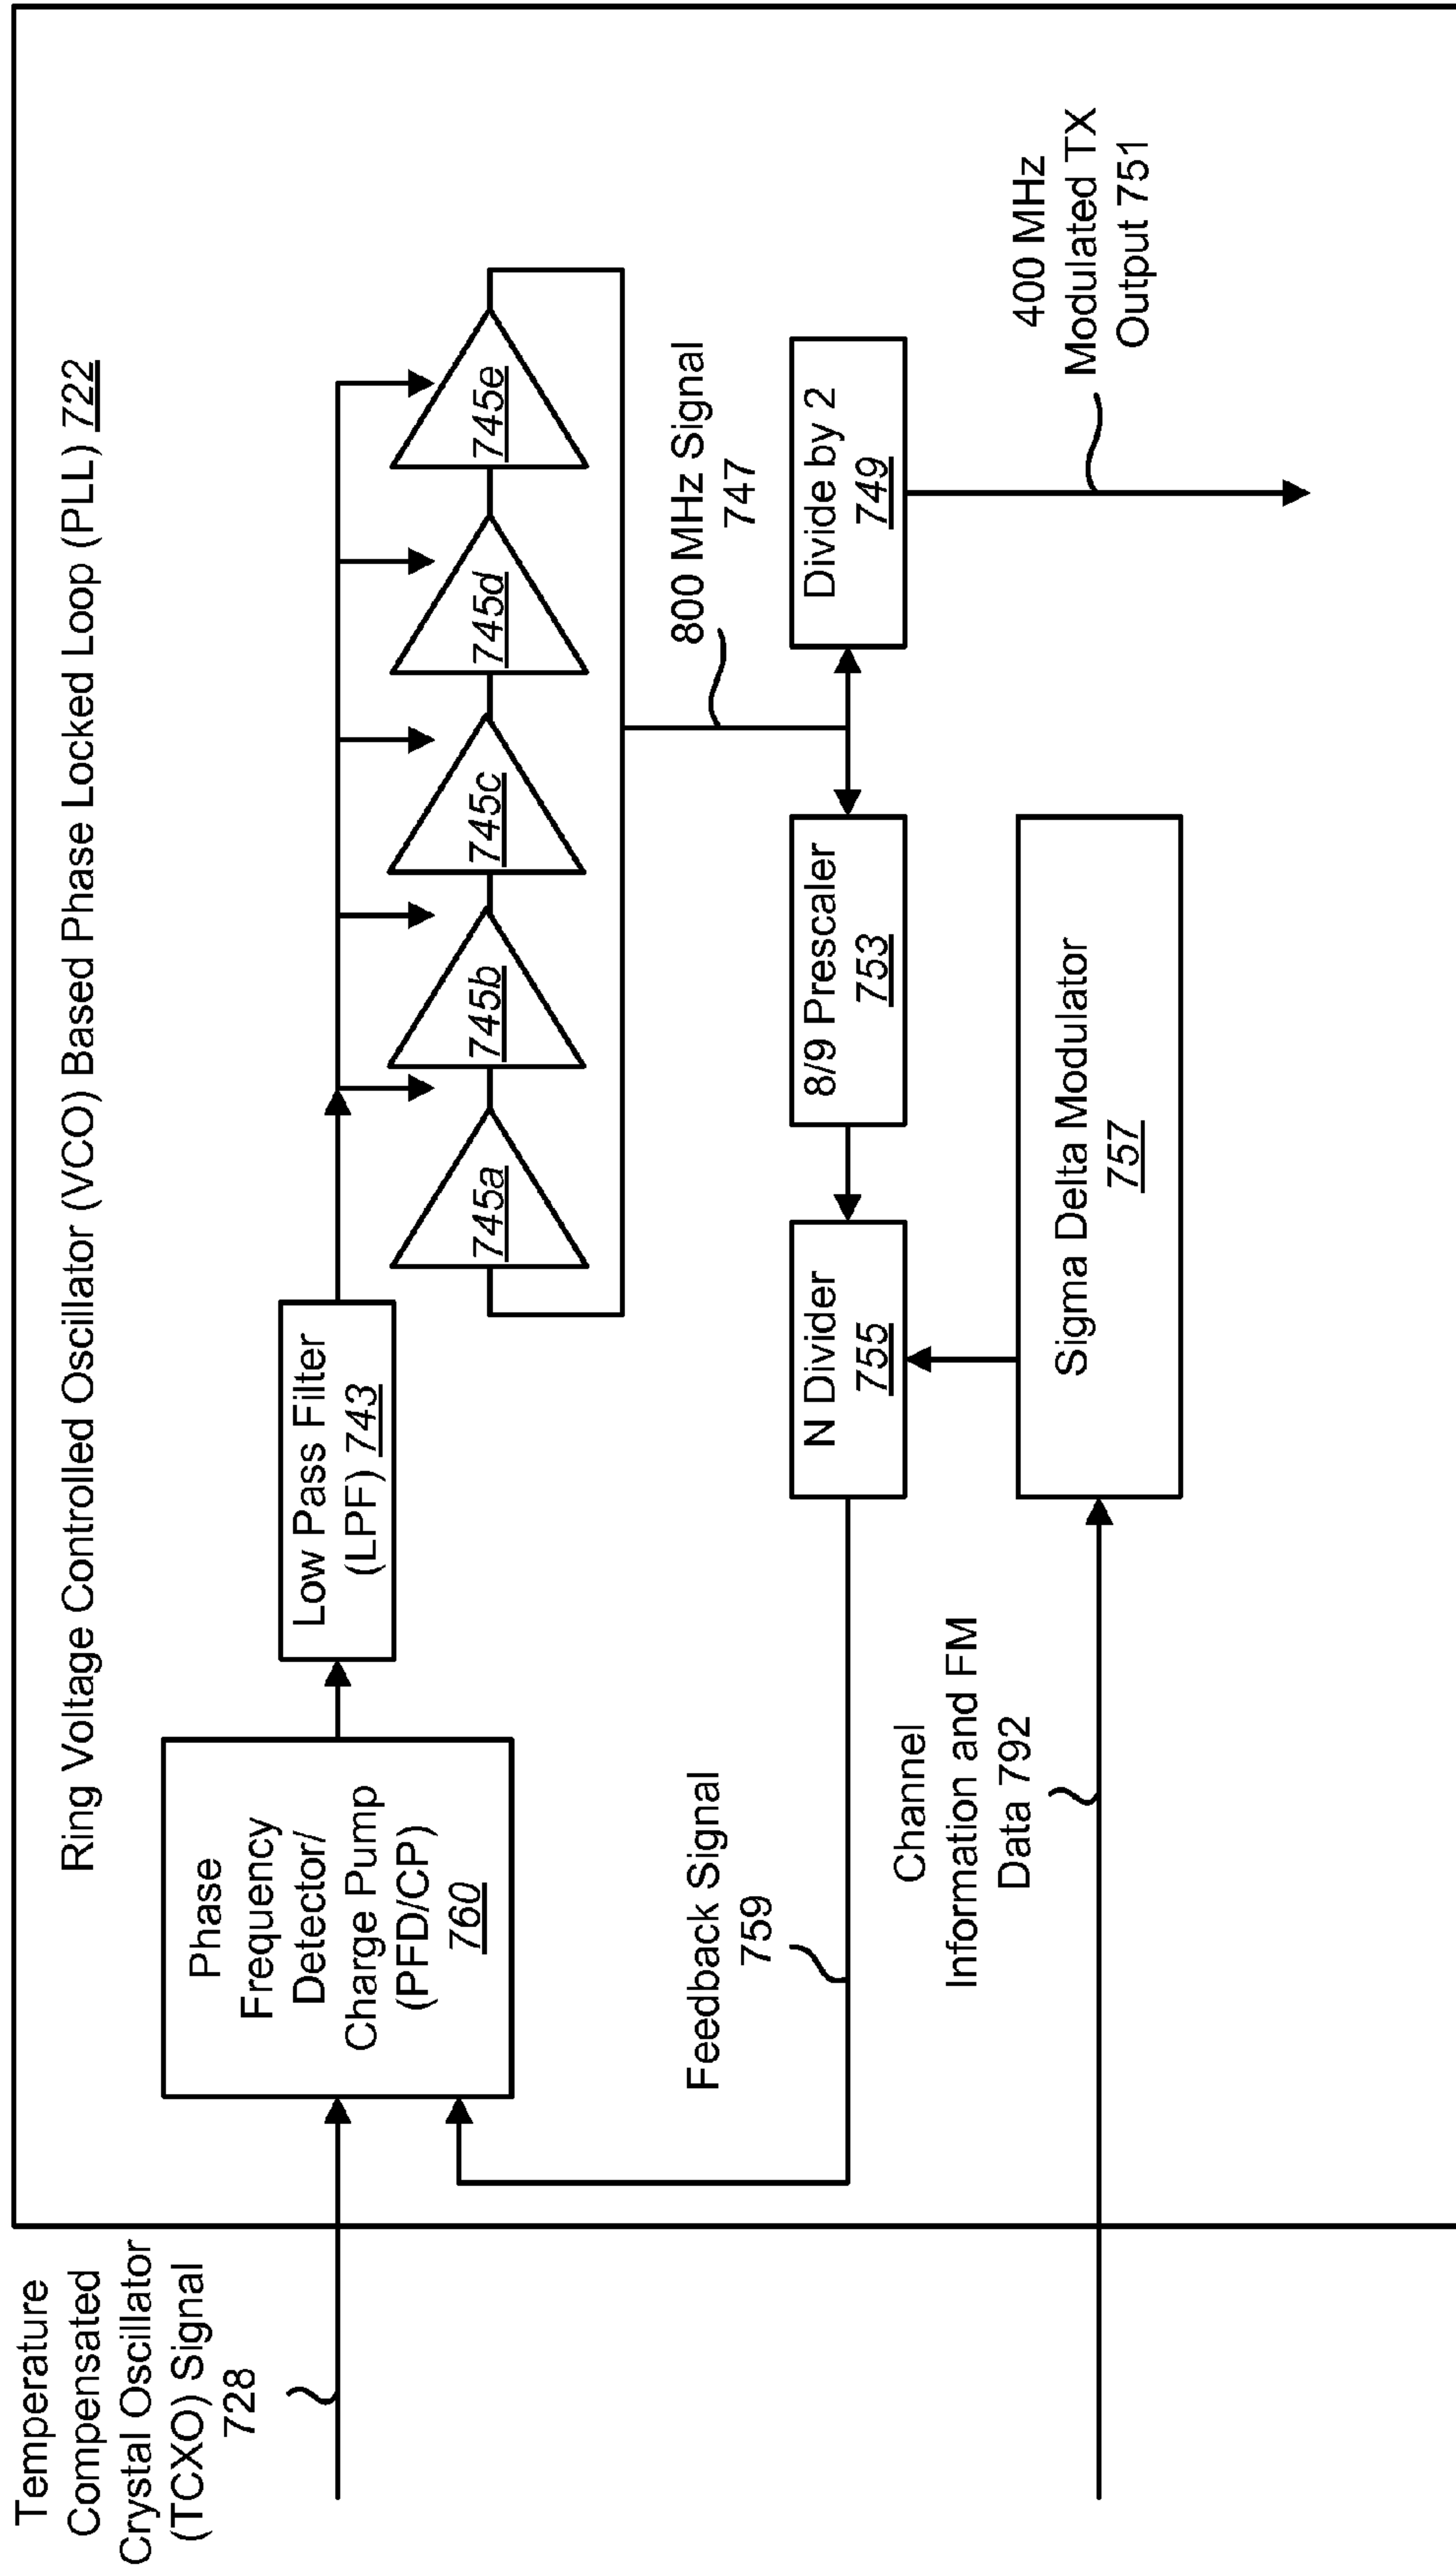 Ring Voltage Controlled Oscillator (VCO) Based Phase Locked Loop (PLL) 722
Temperature
Compensated
Crystal Oscillator
(TCXO) Signal
728
Phase
Frequency
Detector/
Charge Pump
(PFD/CP)
760
Low Pass Filter
(LPF) 743
745a
745b
745c
745d
745e
800 MHz Signal
747
Feedback Signal
759
N Divider
755
8/9 Prescaler
753
Divide by 2
749
Channel
Information and FM
Data 792
Sigma Delta Modulator
757
400 MHz
Modulated TX
Output 751